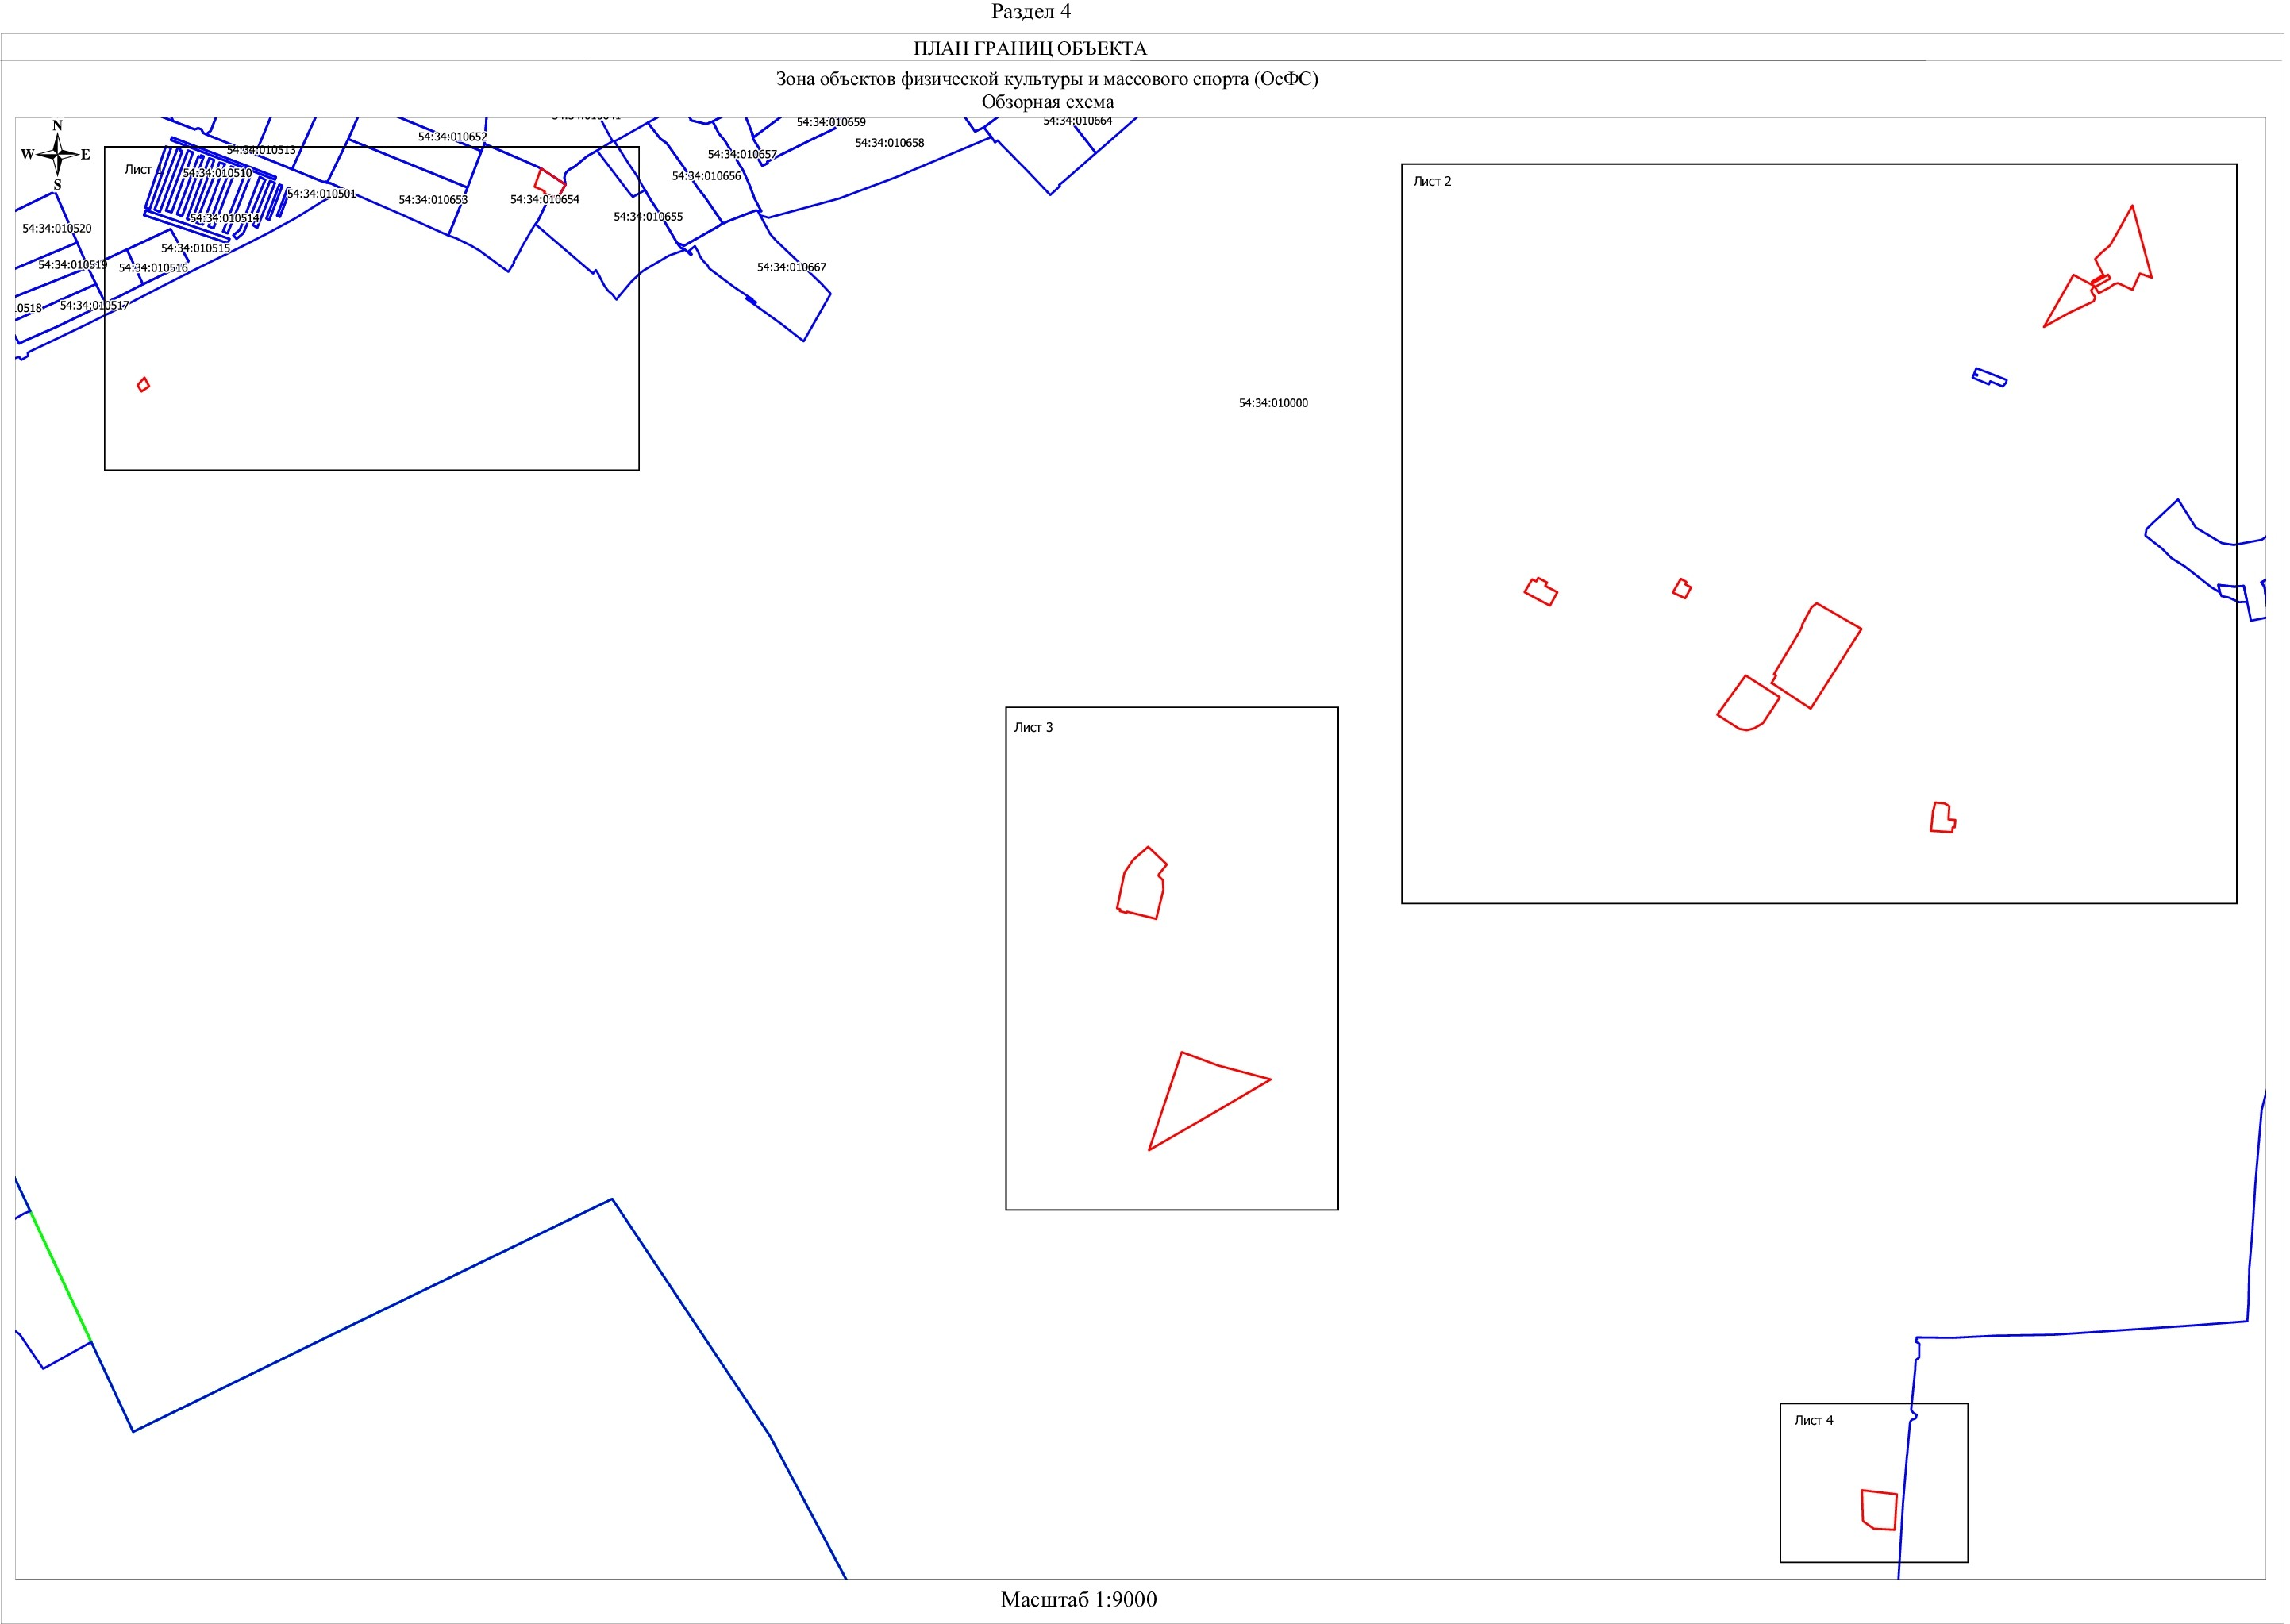 Раздел 4
ПЛАН ГРАНИЦ ОБЪЕКТА
Зона объектов физической культуры и массового спорта (ОсФС)
Обзорная схема
N
W E
S
54:34:010659
54:34:010664
54:34:010652
54:34:010658
54:34:010513
54:34:010657
Лист 1
54:34:010510
54:34:010656
Лист 2
54:34:010501
54:34:010653
54:34:010654
54:34:010514
54:34:010655
54:34:010520
54:34:010515
54:34:010519
54:34:010516
54:34:010667
0518
54:34:010517
54:34:010000
Лист 3
Лист 4
Масштаб 1:9000